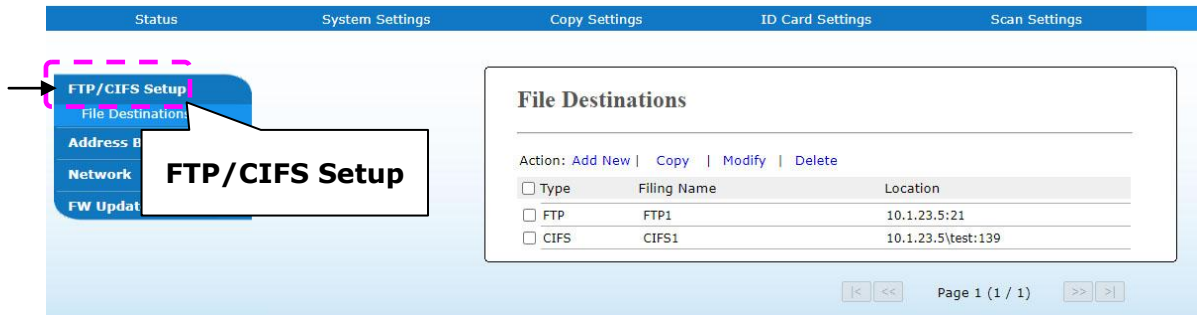 Status System Settings Copy Settings ID Card Settings Scan Settings
FTP/CIFS Setup
File Destinations
Address B
Network
FW Updat
FTP/CIFS Setup
File Destinations
Action: Add New | Copy | Modify | Delete
Type Filing Name Location
FTP FTP1 10.1.23.5:21
CIFS CIFS1 10.1.23.5\test:139
|< << Page 1 (1 / 1) >> >|